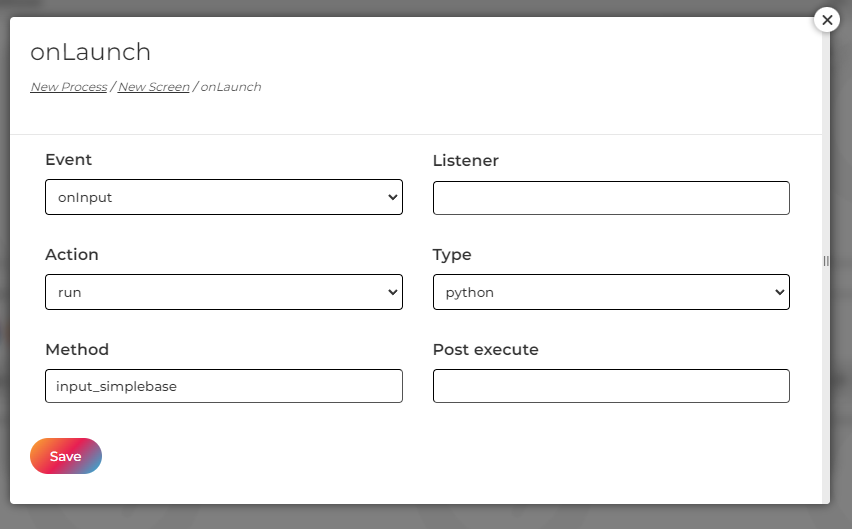 onLaunch
New Process / New Screen / onLaunch
Event
Listener
onInput
Action
Type
run
python
Method
Post execute
input_simplebase
Save